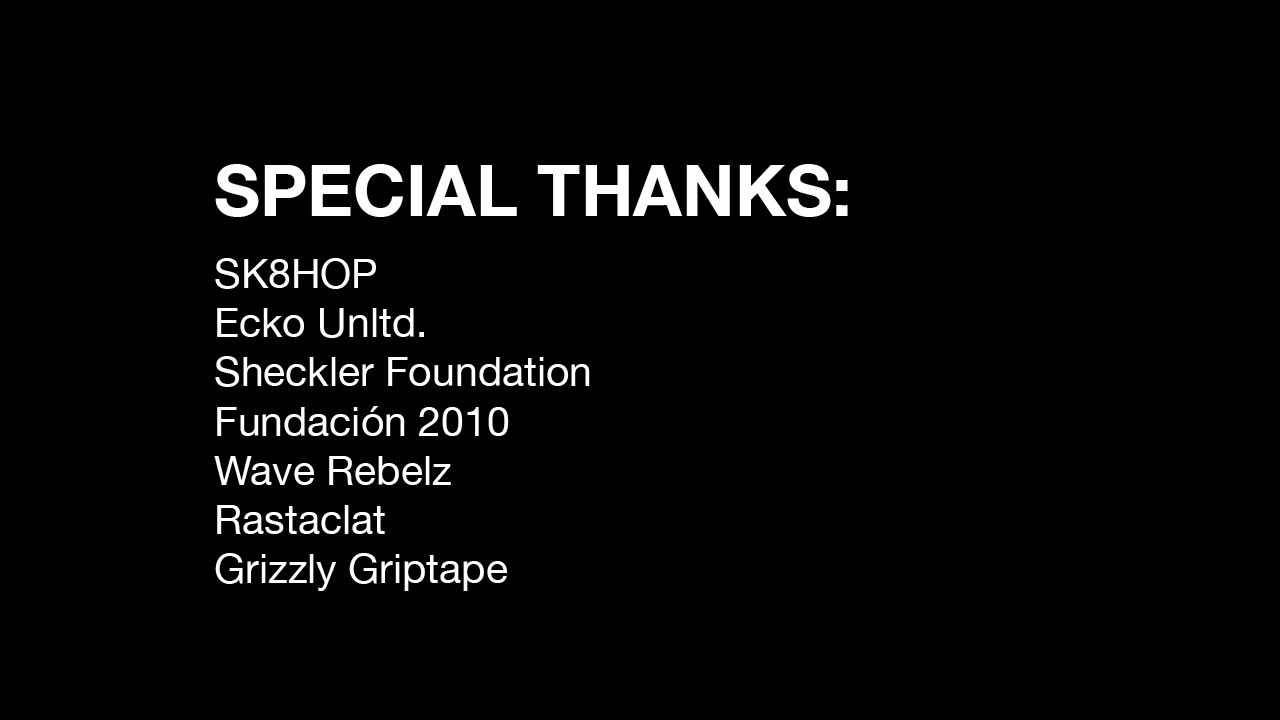 SPECIAL THANKS:
SK8HOP
Ecko Unltd.
Sheckler Foundation
Fundación 2010
Wave Rebelz
Rastaclat
Grizzly Griptape